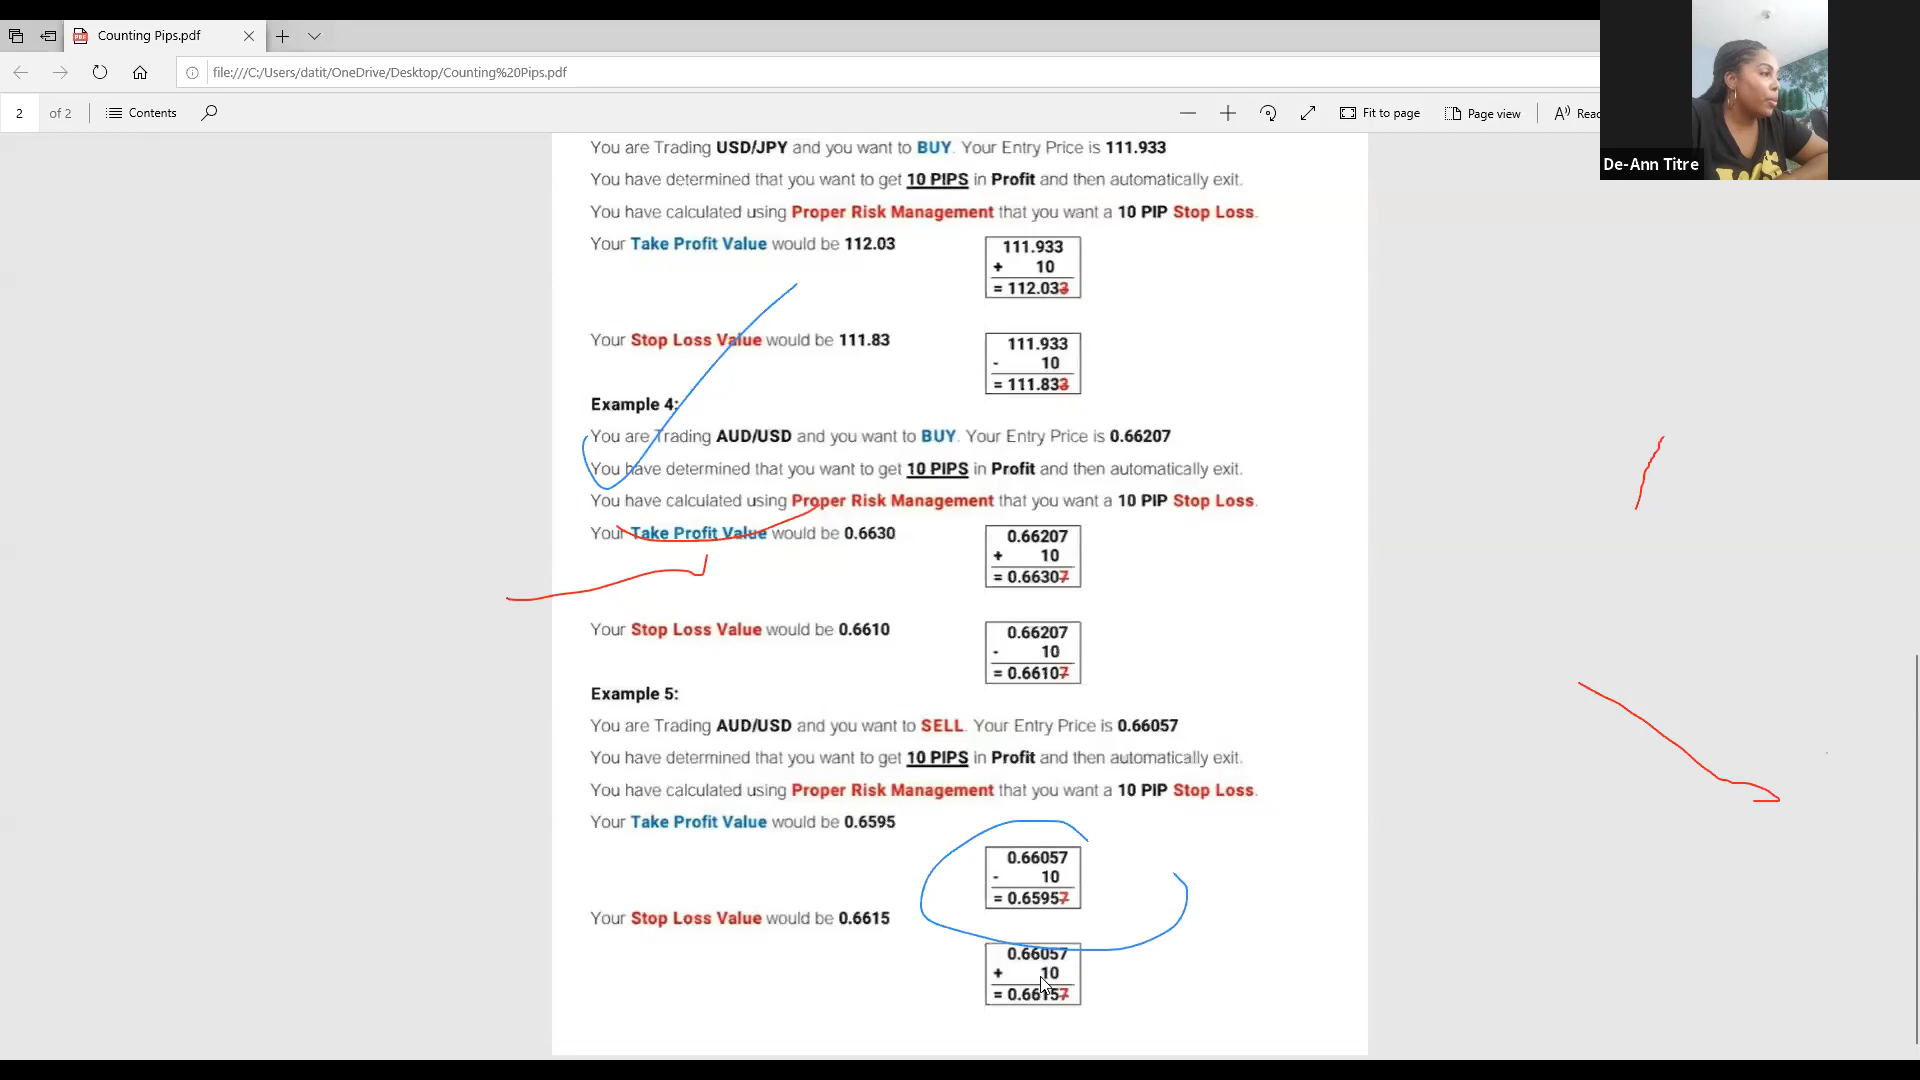 Counting Pips.pdf
file:///C:/Users/datit/OneDrive/Desktop/Counting%20Pips.pdf
2 of 2 Contents Fit to page Page view Read
De-Ann Titre
You are Trading USD/JPY and you want to BUY. Your Entry Price is 111.933
You have determined that you want to get 10 PIPS in Profit and then automatically exit.
You have calculated using Proper Risk Management that you want a 10 PIP Stop Loss.
Your Take Profit Value would be 112.03
111.933
+ 10
= 112.033
Your Stop Loss Value would be 111.83
111.933
- 10
= 111.833
Example 4:
You are Trading AUD/USD and you want to BUY. Your Entry Price is 0.66207
You have determined that you want to get 10 PIPS in Profit and then automatically exit.
You have calculated using Proper Risk Management that you want a 10 PIP Stop Loss.
Your Take Profit Value would be 0.6630
0.66207
+ 10
= 0.66307
Your Stop Loss Value would be 0.6610
0.66207
- 10
= 0.66107
Example 5:
You are Trading AUD/USD and you want to SELL. Your Entry Price is 0.66057
You have determined that you want to get 10 PIPS in Profit and then automatically exit.
You have calculated using Proper Risk Management that you want a 10 PIP Stop Loss.
Your Take Profit Value would be 0.6595
0.66057
- 10
= 0.65957
Your Stop Loss Value would be 0.6615
0.66057
+ 10
= 0.66157